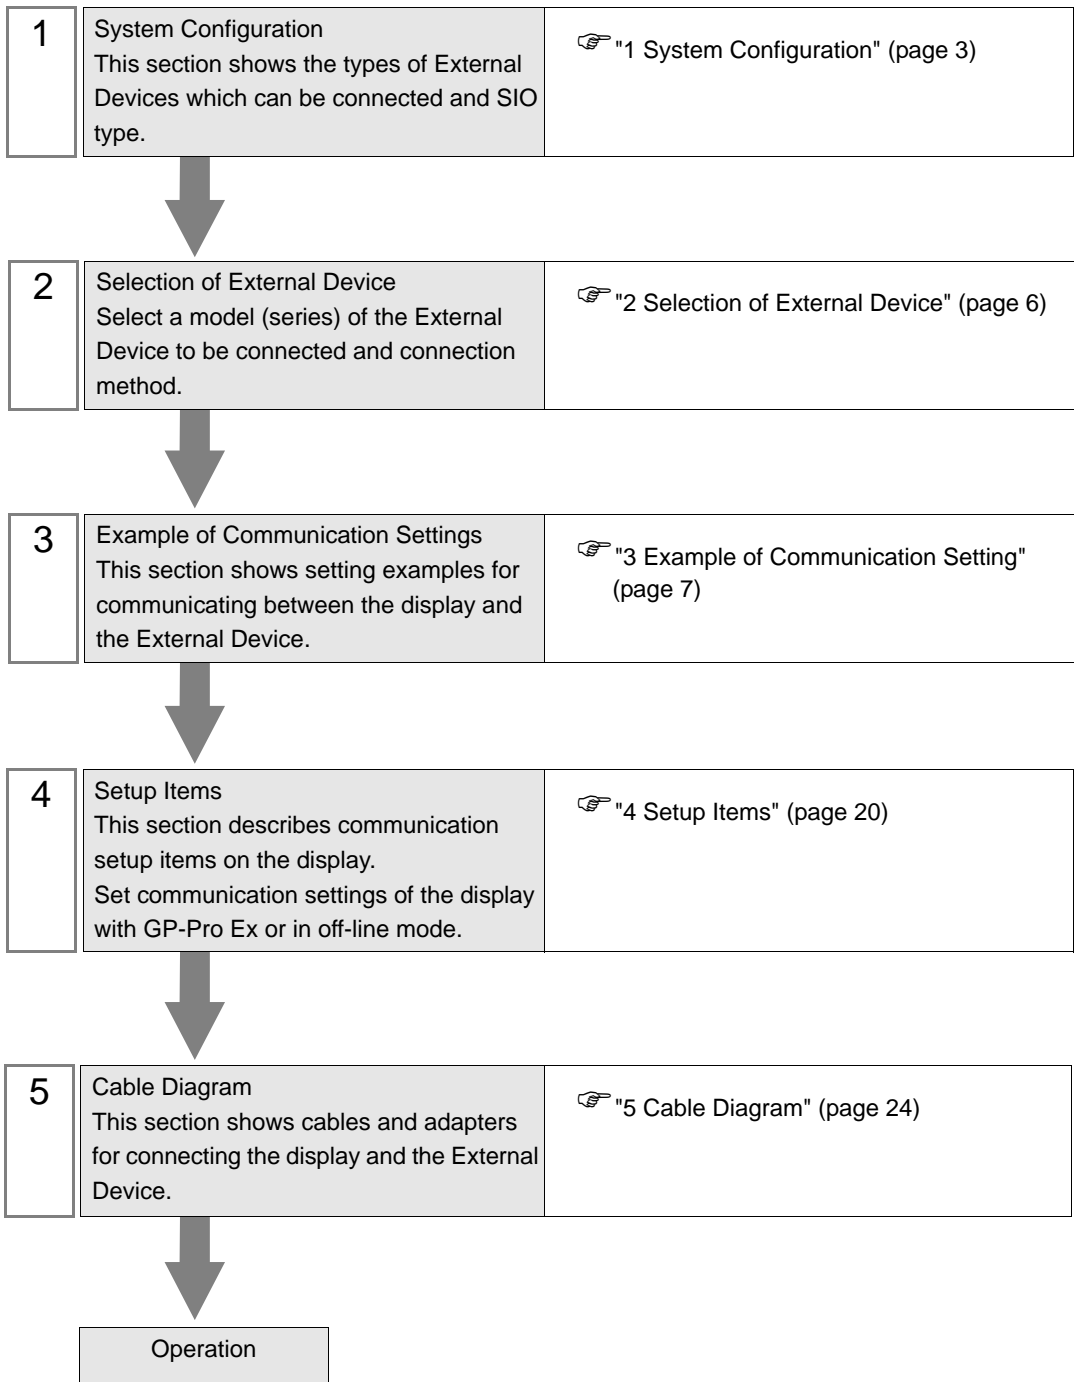 1
System Configuration
This section shows the types of External
Devices which can be connected and SIO
type.
"1 System Configuration" (page 3)
2
Selection of External Device
Select a model (series) of the External
Device to be connected and connection
method.
"2 Selection of External Device" (page 6)
3
Example of Communication Settings
This section shows setting examples for
communicating between the display and
the External Device.
"3 Example of Communication Setting"
(page 7)
4
Setup Items
This section describes communication
setup items on the display.
Set communication settings of the display
with GP-Pro Ex or in off-line mode.
"4 Setup Items" (page 20)
5
Cable Diagram
This section shows cables and adapters
for connecting the display and the External
Device.
"5 Cable Diagram" (page 24)
Operation